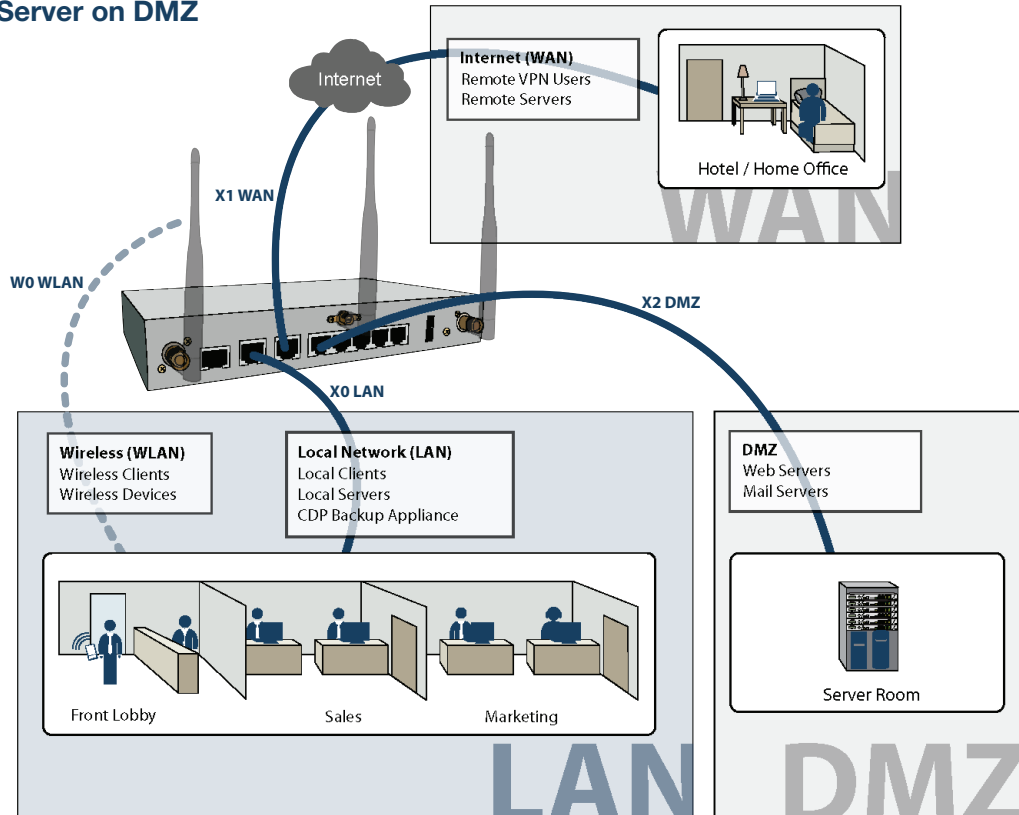 Server on DMZ
Internet
Internet (WAN)
Remote VPN Users
Remote Servers
Hotel / Home Office
WAN
X1 WAN
W0 WLAN
X2 DMZ
X0 LAN
Wireless (WLAN)
Wireless Clients
Wireless Devices
Local Network (LAN)
Local Clients
Local Servers
CDP Backup Appliance
DMZ
Web Servers
Mail Servers
Front Lobby
Sales
Marketing
Server Room
LAN
DMZ